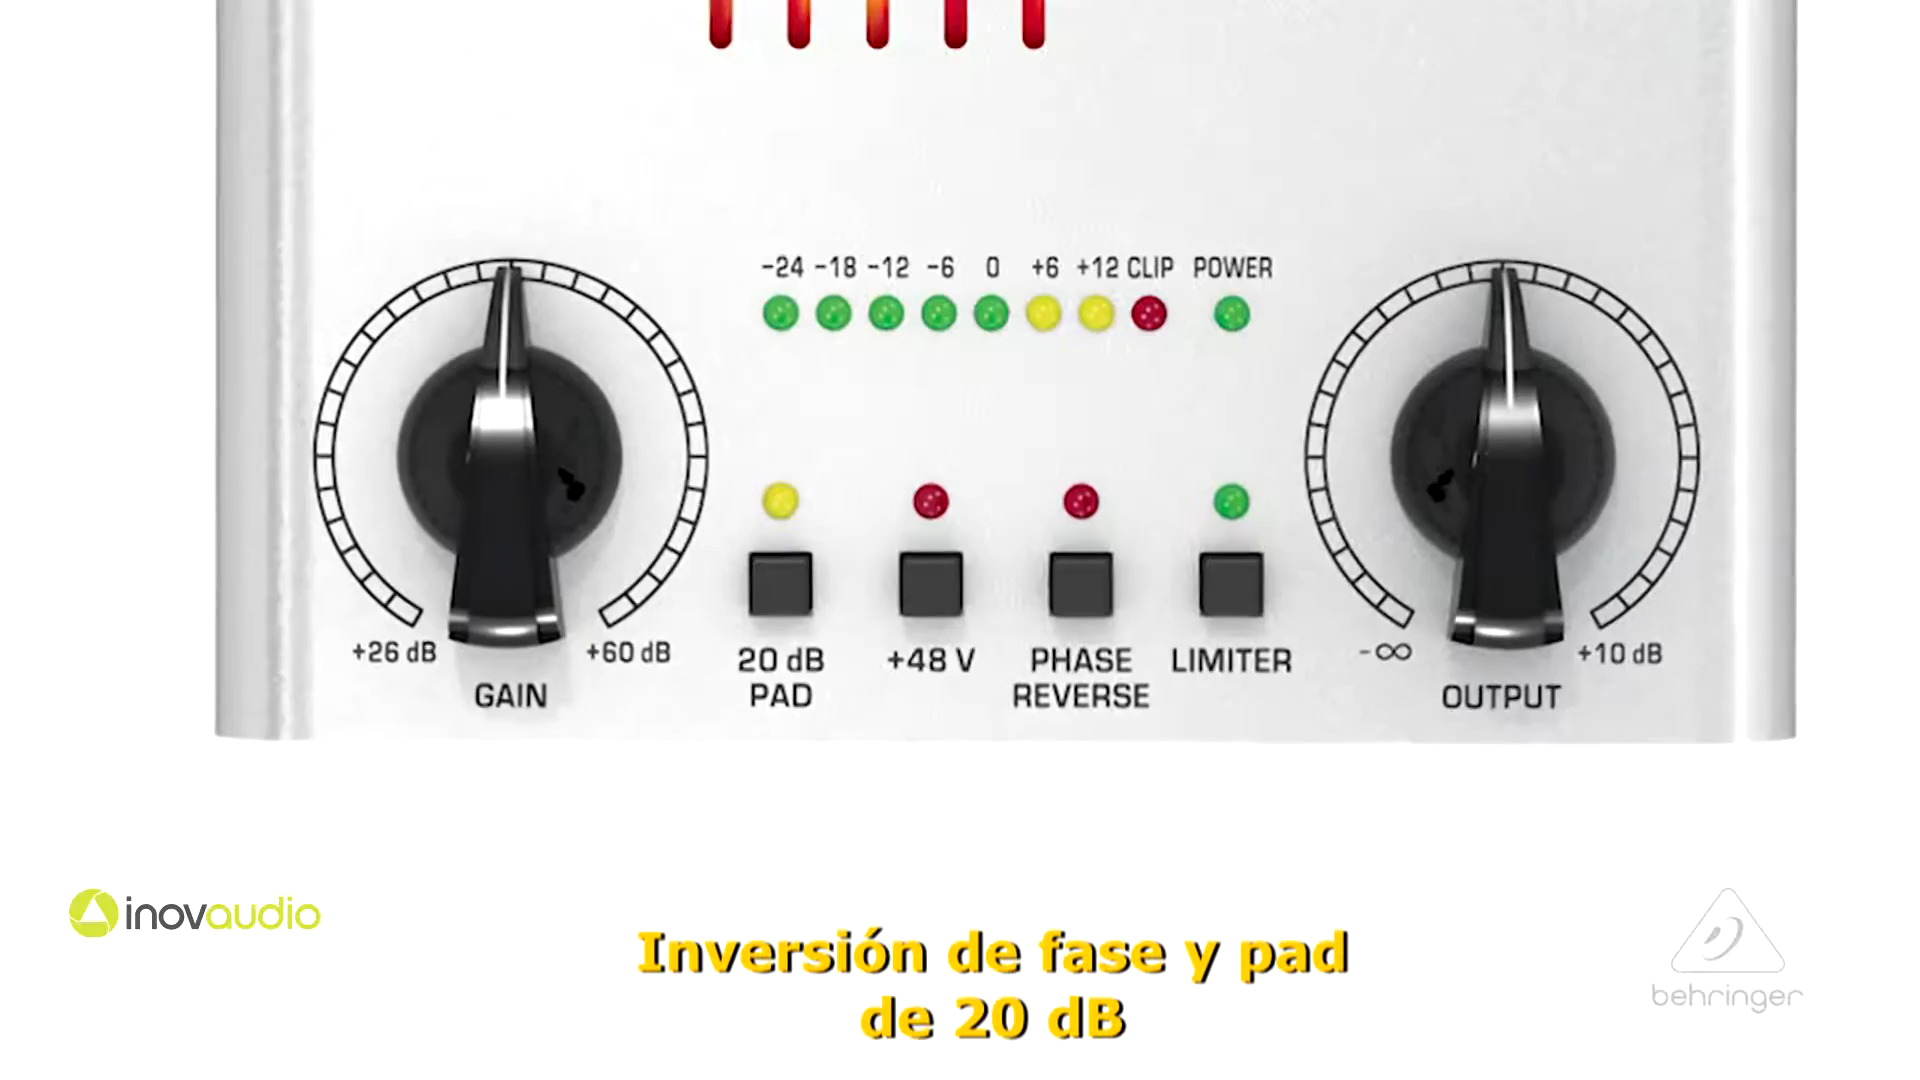 -24 -18 -12 -6 0 +6 +12 CLIP POWER
+26 dB +60 dB
GAIN
20 dB
PAD
+48 V
PHASE
REVERSE
LIMITER
-∞ +10 dB
OUTPUT
inovaudio
Inversión de fase y pad
de 20 dB
behringer